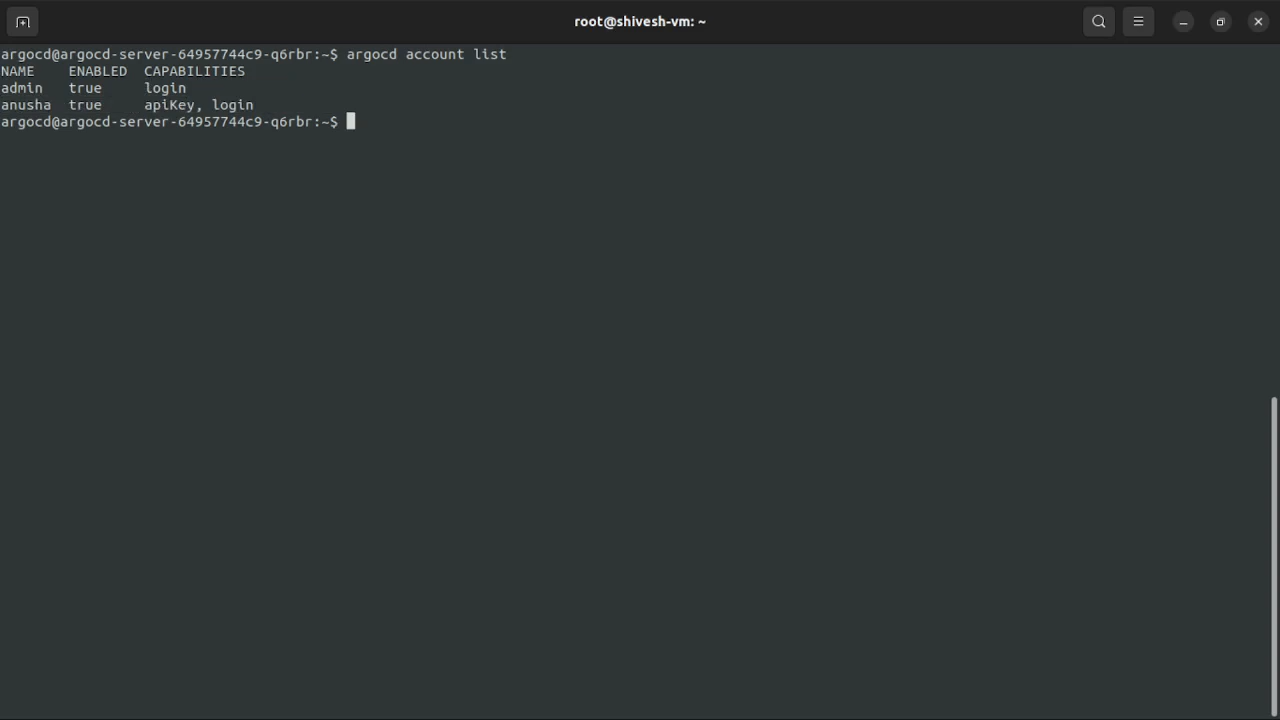 root@shivesh-vm: ~
argocd@argocd-server-64957744c9-q6rbr:~$ argocd account list
NAME    ENABLED  CAPABILITIES
admin   true     login
anusha  true     apiKey, login
argocd@argocd-server-64957744c9-q6rbr:~$